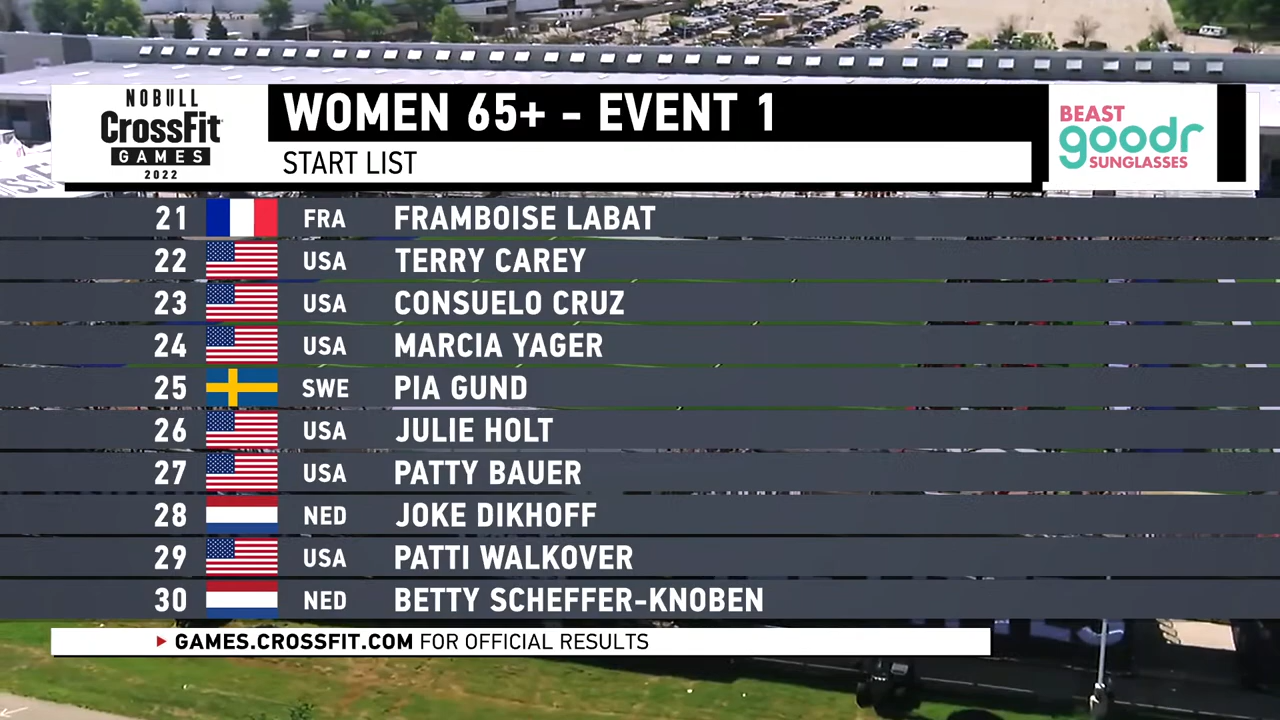 NOBULL
CrossFit
GAMES
2022
WOMEN 65+ - EVENT 1
START LIST
BEAST
goodr
SUNGLASSES
21 FRA FRAMBOISE LABAT
22 USA TERRY CAREY
23 USA CONSUELO CRUZ
24 USA MARCIA YAGER
25 SWE PIA GUND
26 USA JULIE HOLT
27 USA PATTY BAUER
28 NED JOKE DIKHOFF
29 USA PATTI WALKOVER
30 NED BETTY SCHEFFER-KNOBEN
GAMES.CROSSFIT.COM FOR OFFICIAL RESULTS